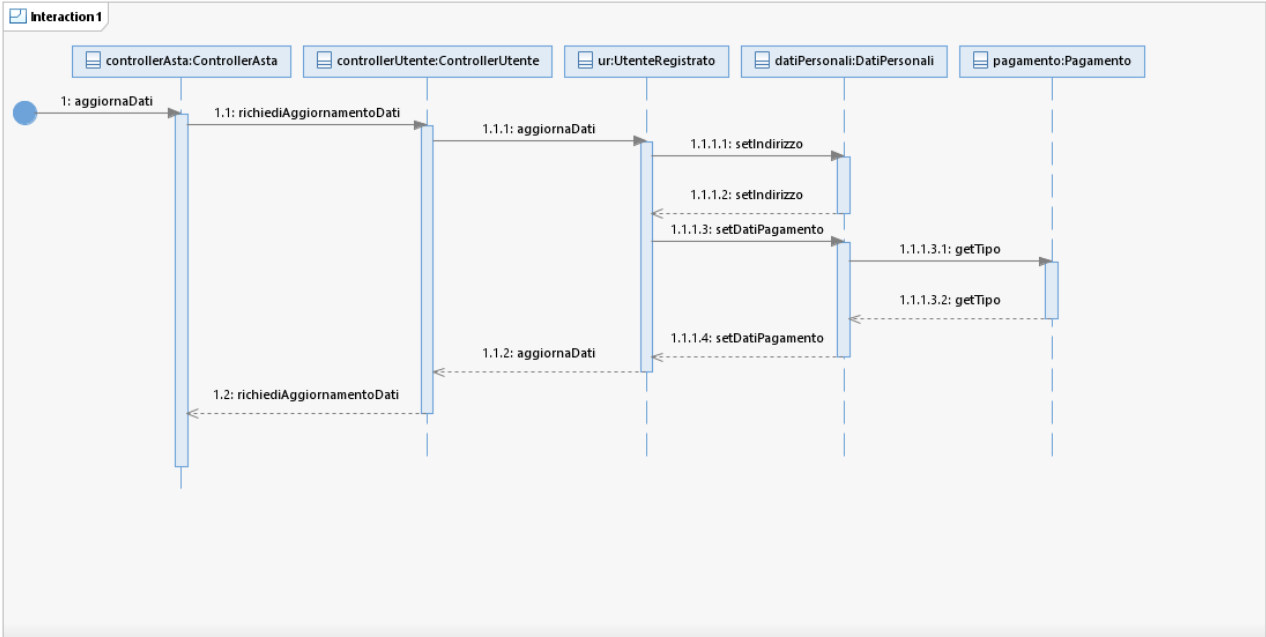 Interaction1
controllerAsta:ControllerAsta
controllerUtente:ControllerUtente
ur:UtenteRegistrato
datiPersonali:DatiPersonali
pagamento:Pagamento
1: aggiornaDati
1.1: richiediAggiornamentoDati
1.1.1: aggiornaDati
1.1.1.1: setIndirizzo
1.1.1.2: setIndirizzo
1.1.1.3: setDatiPagamento
1.1.1.3.1: getTipo
1.1.1.3.2: getTipo
1.1.1.4: setDatiPagamento
1.1.2: aggiornaDati
1.2: richiediAggiornamentoDati